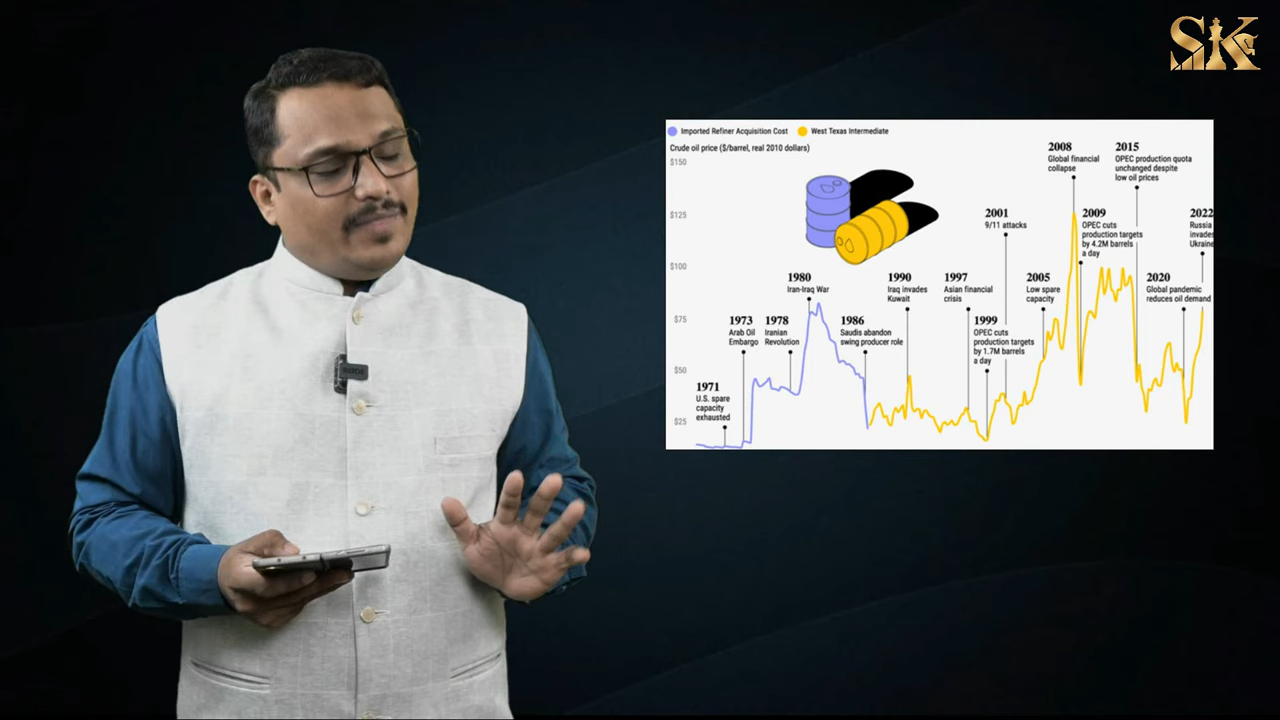 SK
Imported Refiner Acquisition Cost
West Texas Intermediate
Crude oil price ($/barrel, real 2010 dollars)
$150
$125
$100
$75
$50
$25
1971
U.S. spare
capacity
exhausted
1973
Arab Oil
Embargo
1978
Iranian
Revolution
1980
Iran-Iraq War
1986
Saudis abandon
swing producer role
1990
Iraq invades
Kuwait
1997
Asian financial
crisis
1999
OPEC cuts
production targets
by 1.7M barrels
a day
2001
9/11 attacks
2005
Low spare
capacity
2008
Global financial
collapse
2009
OPEC cuts
production targets
by 4.2M barrels
a day
2015
OPEC production quota
unchanged despite
low oil prices
2020
Global pandemic
reduces oil demand
2022
Russia
invades
Ukraine